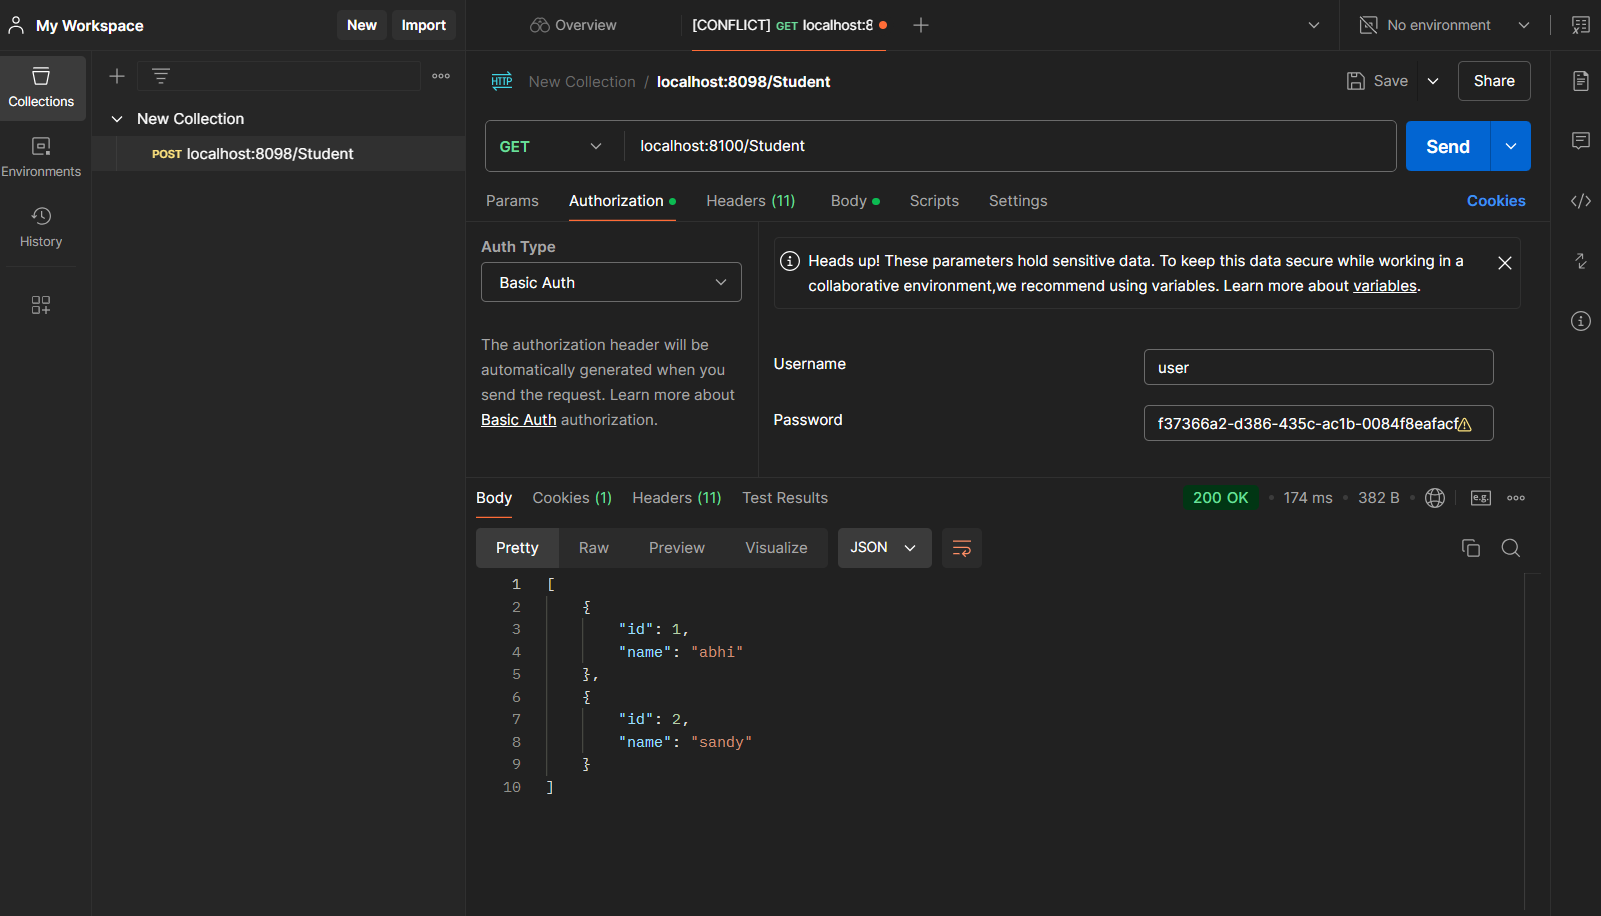 My Workspace
New
Import
Overview
[CONFLICT] GET localhost:8
No environment
Collections
Environments
History
New Collection
POST localhost:8098/Student
HTTP
New Collection / localhost:8098/Student
Save
Share
GET
localhost:8100/Student
Send
Params
Authorization
Headers (11)
Body
Scripts
Settings
Cookies
Auth Type
Basic Auth
The authorization header will be
automatically generated when you
send the request. Learn more about
Basic Auth authorization.
Heads up! These parameters hold sensitive data. To keep this data secure while working in a
collaborative environment,we recommend using variables. Learn more about variables.
Username
user
Password
f37366a2-d386-435c-ac1b-0084f8eafacf
Body
Cookies (1)
Headers (11)
Test Results
200 OK
174 ms
382 B
e.g.
Pretty
Raw
Preview
Visualize
JSON
1 [
2 {
3 "id": 1,
4 "name": "abhi"
5 },
6 {
7 "id": 2,
8 "name": "sandy"
9 }
10 ]